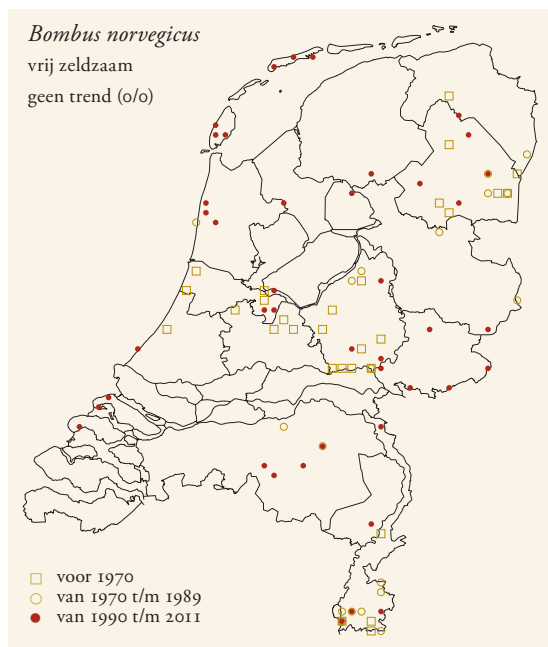 Bombus norvegicus
vrij zeldzaam
geen trend (0/0)
voor 1970
van 1970 t/m 1989
van 1990 t/m 2011